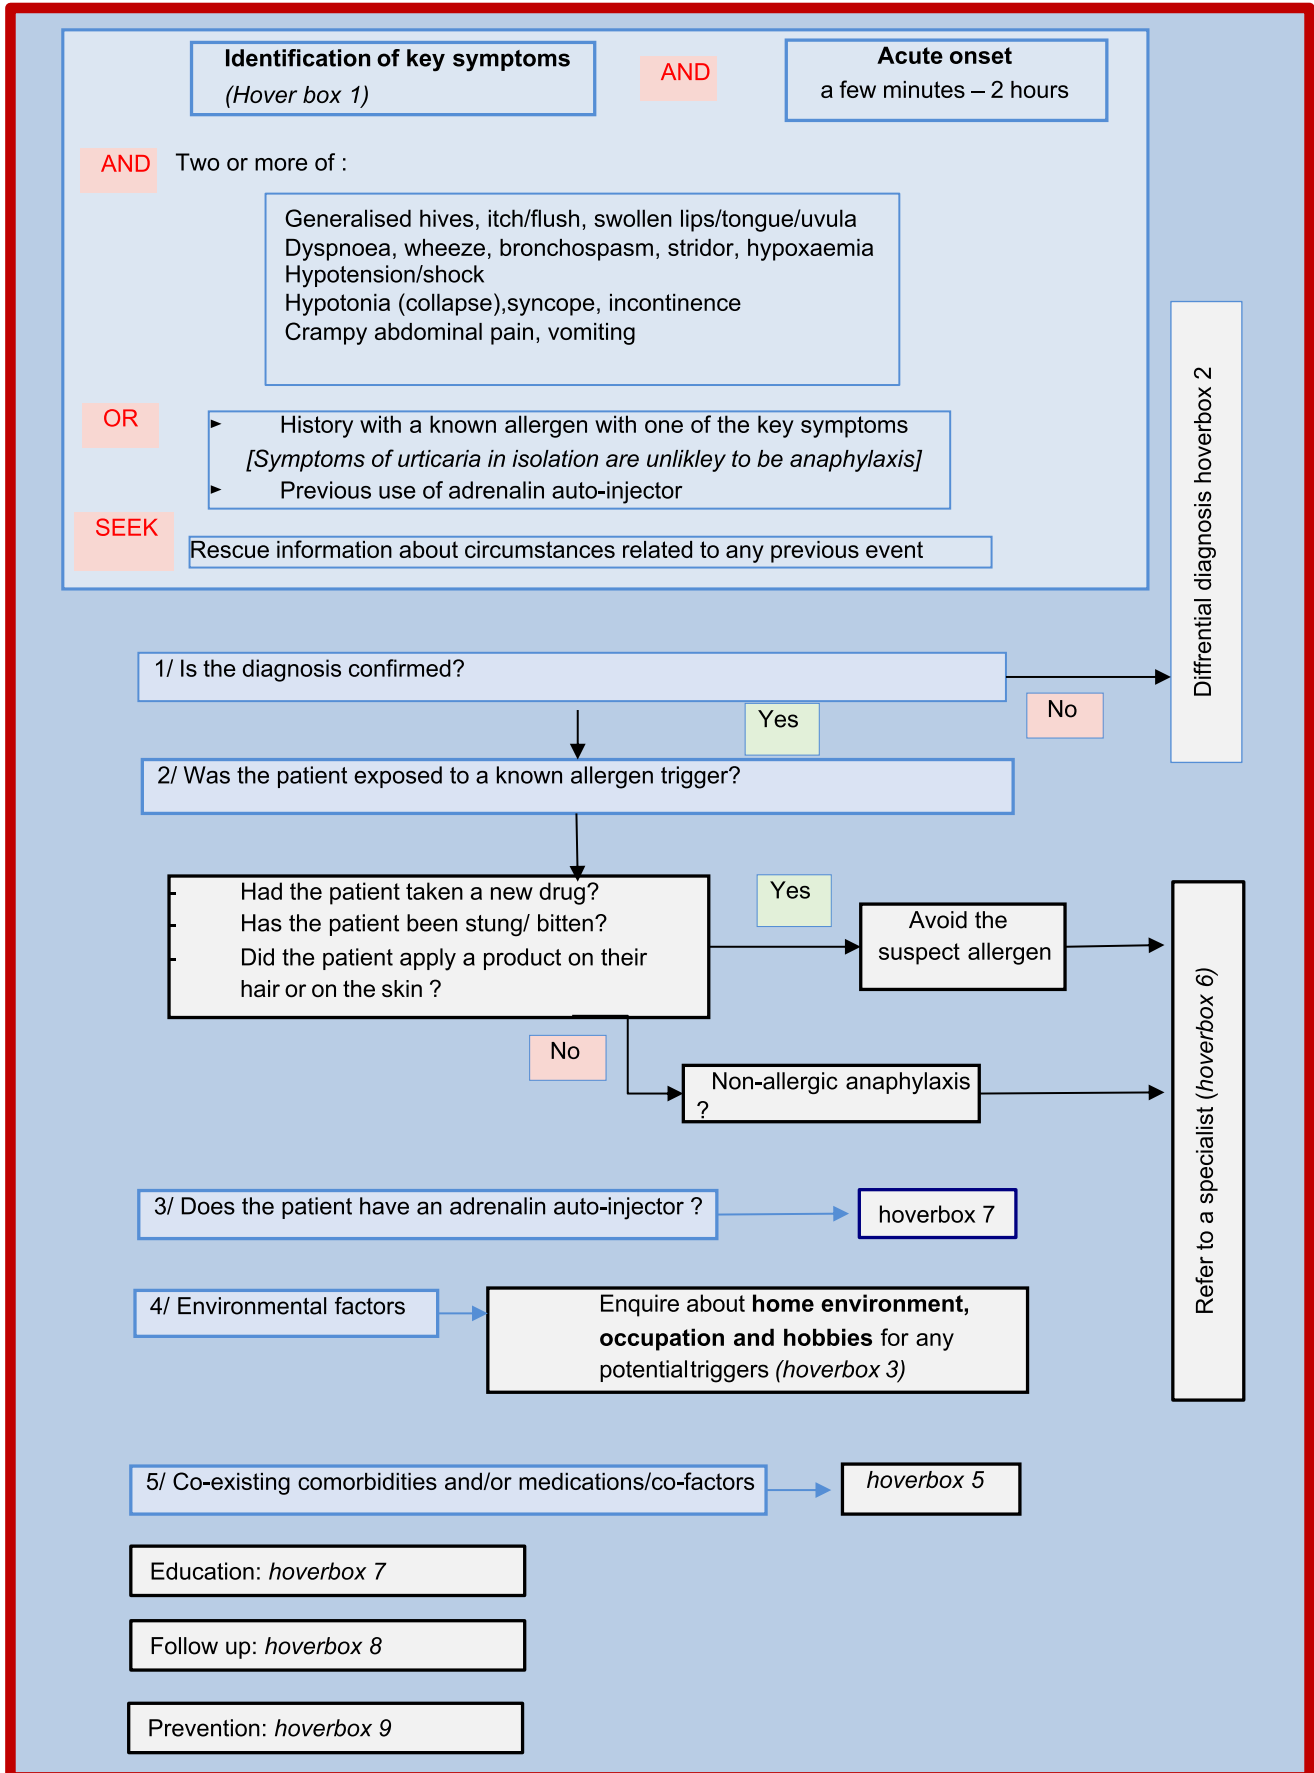 Identification of key symptoms
(Hover box 1)
AND
Acute onset
a few minutes – 2 hours
AND
Two or more of :
Generalised hives, itch/flush, swollen lips/tongue/uvula
Dyspnoea, wheeze, bronchospasm, stridor, hypoxaemia
Hypotension/shock
Hypotonia (collapse),syncope, incontinence
Crampy abdominal pain, vomiting
OR
► History with a known allergen with one of the key symptoms
[Symptoms of urticaria in isolation are unlikley to be anaphylaxis]
► Previous use of adrenalin auto-injector
SEEK
Rescue information about circumstances related to any previous event
Diffrential diagnosis hoverbox 2
1/ Is the diagnosis confirmed?
Yes
No
2/ Was the patient exposed to a known allergen trigger?
- Had the patient taken a new drug?
- Has the patient been stung/ bitten?
- Did the patient apply a product on their
hair or on the skin ?
Yes
Avoid the
suspect allergen
No
Non-allergic anaphylaxis
?
Refer to a specialist (hoverbox 6)
3/ Does the patient have an adrenalin auto-injector ?
hoverbox 7
4/ Environmental factors
Enquire about home environment,
occupation and hobbies for any
potentialtriggers (hoverbox 3)
5/ Co-existing comorbidities and/or medications/co-factors
hoverbox 5
Education: hoverbox 7
Follow up: hoverbox 8
Prevention: hoverbox 9